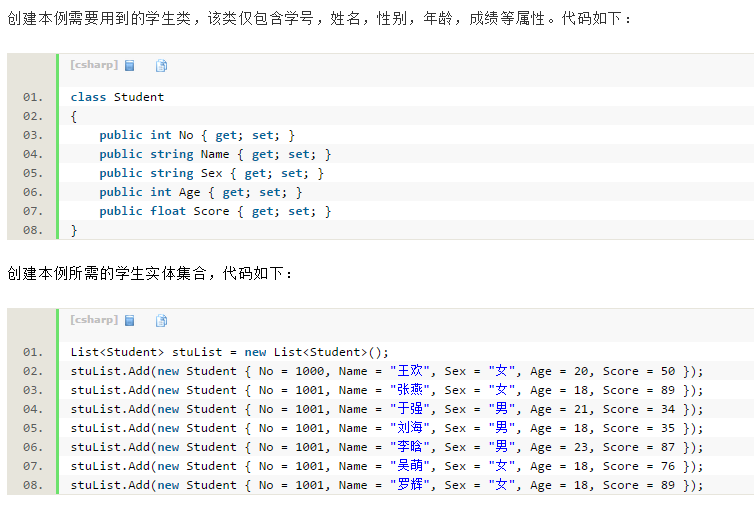 创建本例需要用到的学生类，该类仅包含学号，姓名，性别，年龄，成绩等属性。代码如下：
[csharp]
01. class Student
02. {
03.     public int No { get; set; }
04.     public string Name { get; set; }
05.     public string Sex { get; set; }
06.     public int Age { get; set; }
07.     public float Score { get; set; }
08. }
创建本例所需的学生实体集合，代码如下：
[csharp]
01. List<Student> stuList = new List<Student>();
02. stuList.Add(new Student { No = 1000, Name = "王欢", Sex = "女", Age = 20, Score = 50 });
03. stuList.Add(new Student { No = 1001, Name = "张燕", Sex = "女", Age = 18, Score = 89 });
04. stuList.Add(new Student { No = 1001, Name = "于强", Sex = "男", Age = 21, Score = 34 });
05. stuList.Add(new Student { No = 1001, Name = "刘海", Sex = "男", Age = 18, Score = 35 });
06. stuList.Add(new Student { No = 1001, Name = "李晗", Sex = "男", Age = 23, Score = 87 });
07. stuList.Add(new Student { No = 1001, Name = "吴萌", Sex = "女", Age = 18, Score = 76 });
08. stuList.Add(new Student { No = 1001, Name = "罗辉", Sex = "女", Age = 18, Score = 89 });